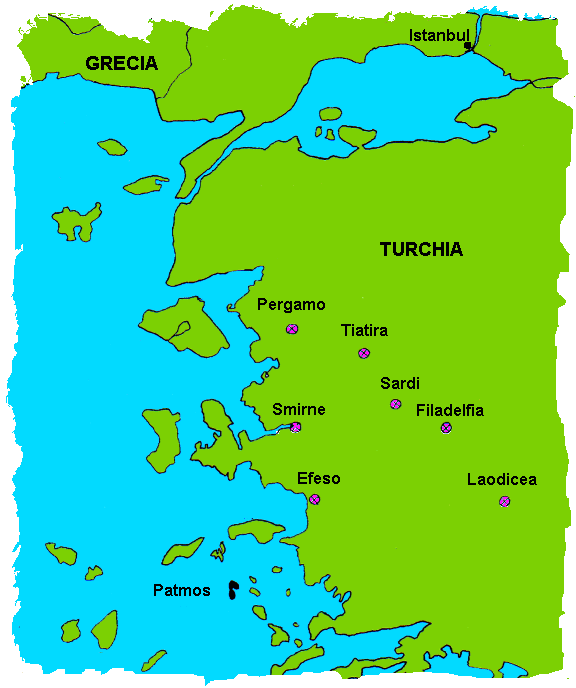 Istanbul
GRECIA
TURCHIA
Pergamo
Tiatira
Sardi
Smirne
Filadelfia
Efeso
Laodicea
Patmos